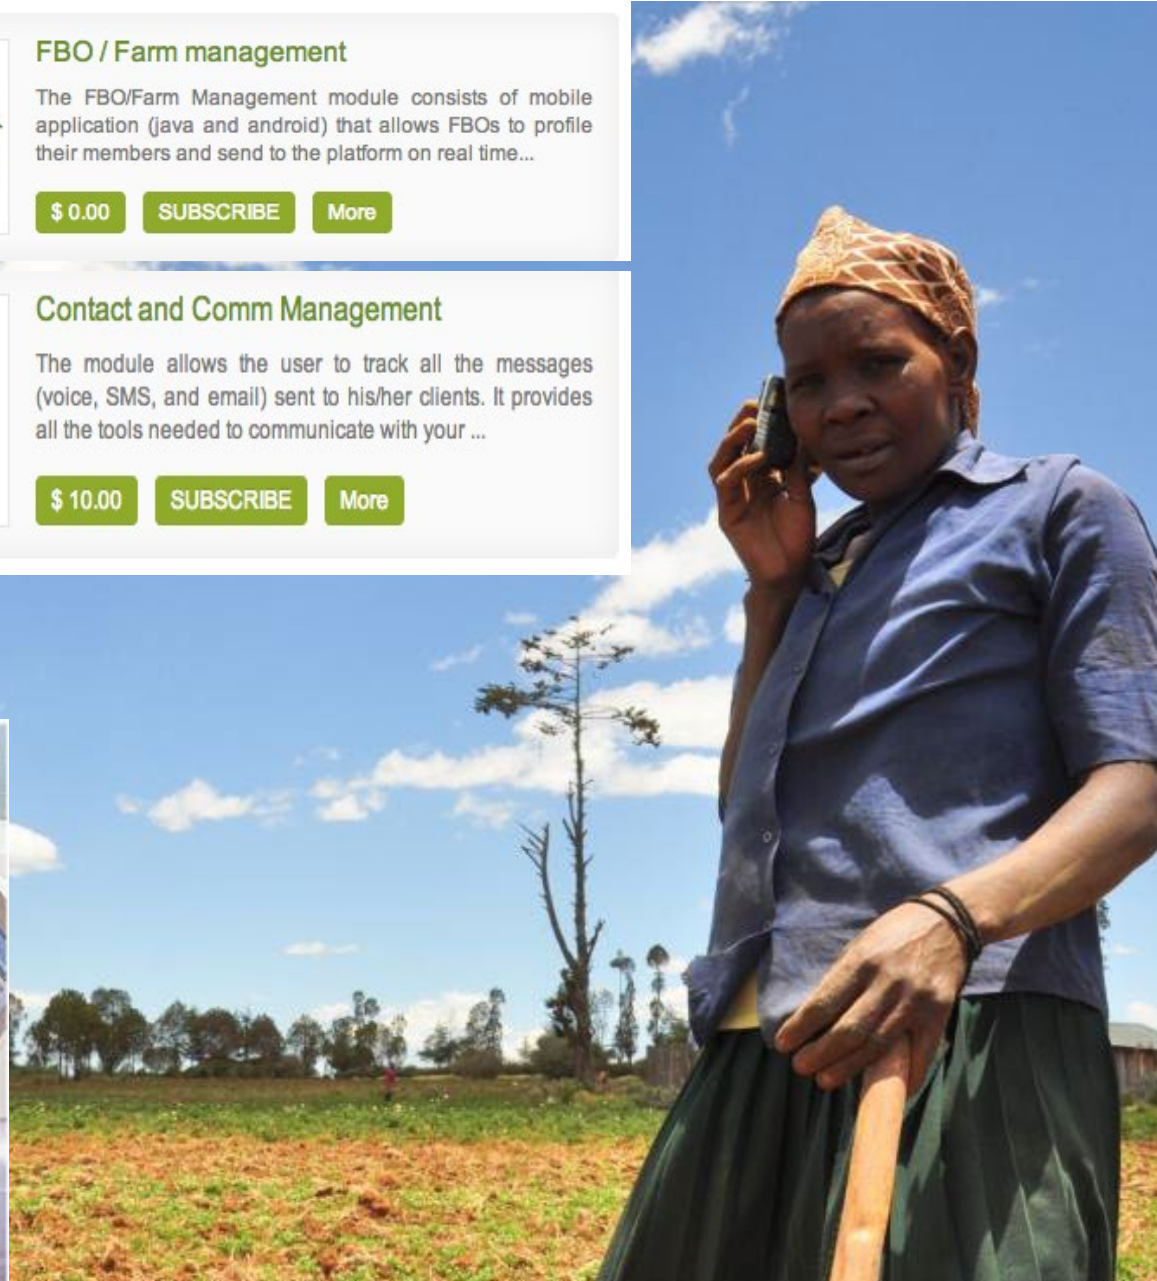 FBO / Farm management
The FBO/Farm Management module consists of mobile
application (java and android) that allows FBOs to profile
their members and send to the platform on real time...
$ 0.00 SUBSCRIBE More
Contact and Comm Management
The module allows the user to track all the messages
(voice, SMS, and email) sent to his/her clients. It provides
all the tools needed to communicate with your ...
$ 10.00 SUBSCRIBE More